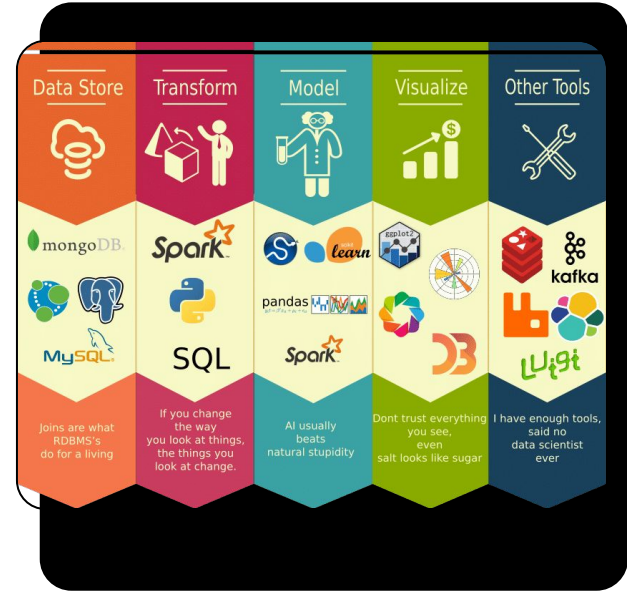 Data Store
Transform
Model
Visualize
Other Tools
$
mongoDB
MySQL
Spark
SQL
learn
pandas
Spark
ggplot2
kafka
Luigi
Joins are what
RDBMS's
do for a living
If you change
the way
you look at things,
the things you
look at change.
AI usually
beats
natural stupidity
Dont trust everything
you see,
even
salt looks like sugar
I have enough tools,
said no
data scientist
ever